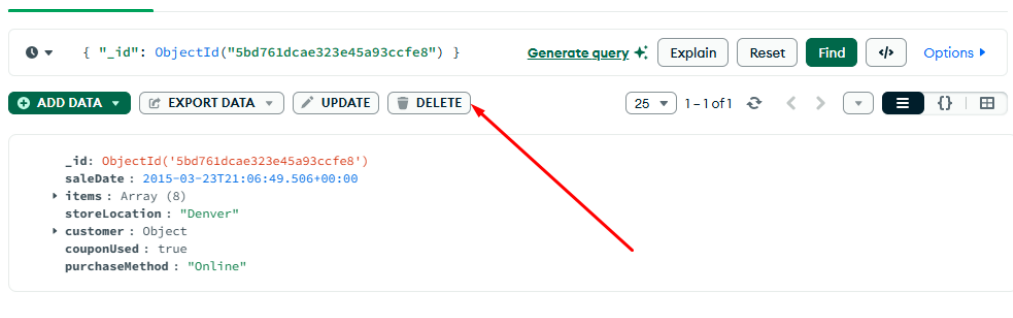 { "_id": ObjectId("5bd761dcae323e45a93ccfe8") } Generate query Explain Reset Find </> Options
ADD DATA EXPORT DATA UPDATE DELETE 25 1–1 of 1 {}
_id: ObjectId('5bd761dcae323e45a93ccfe8')
saleDate : 2015-03-23T21:06:49.506+00:00
items : Array (8)
storeLocation : "Denver"
customer : Object
couponUsed : true
purchaseMethod : "Online"